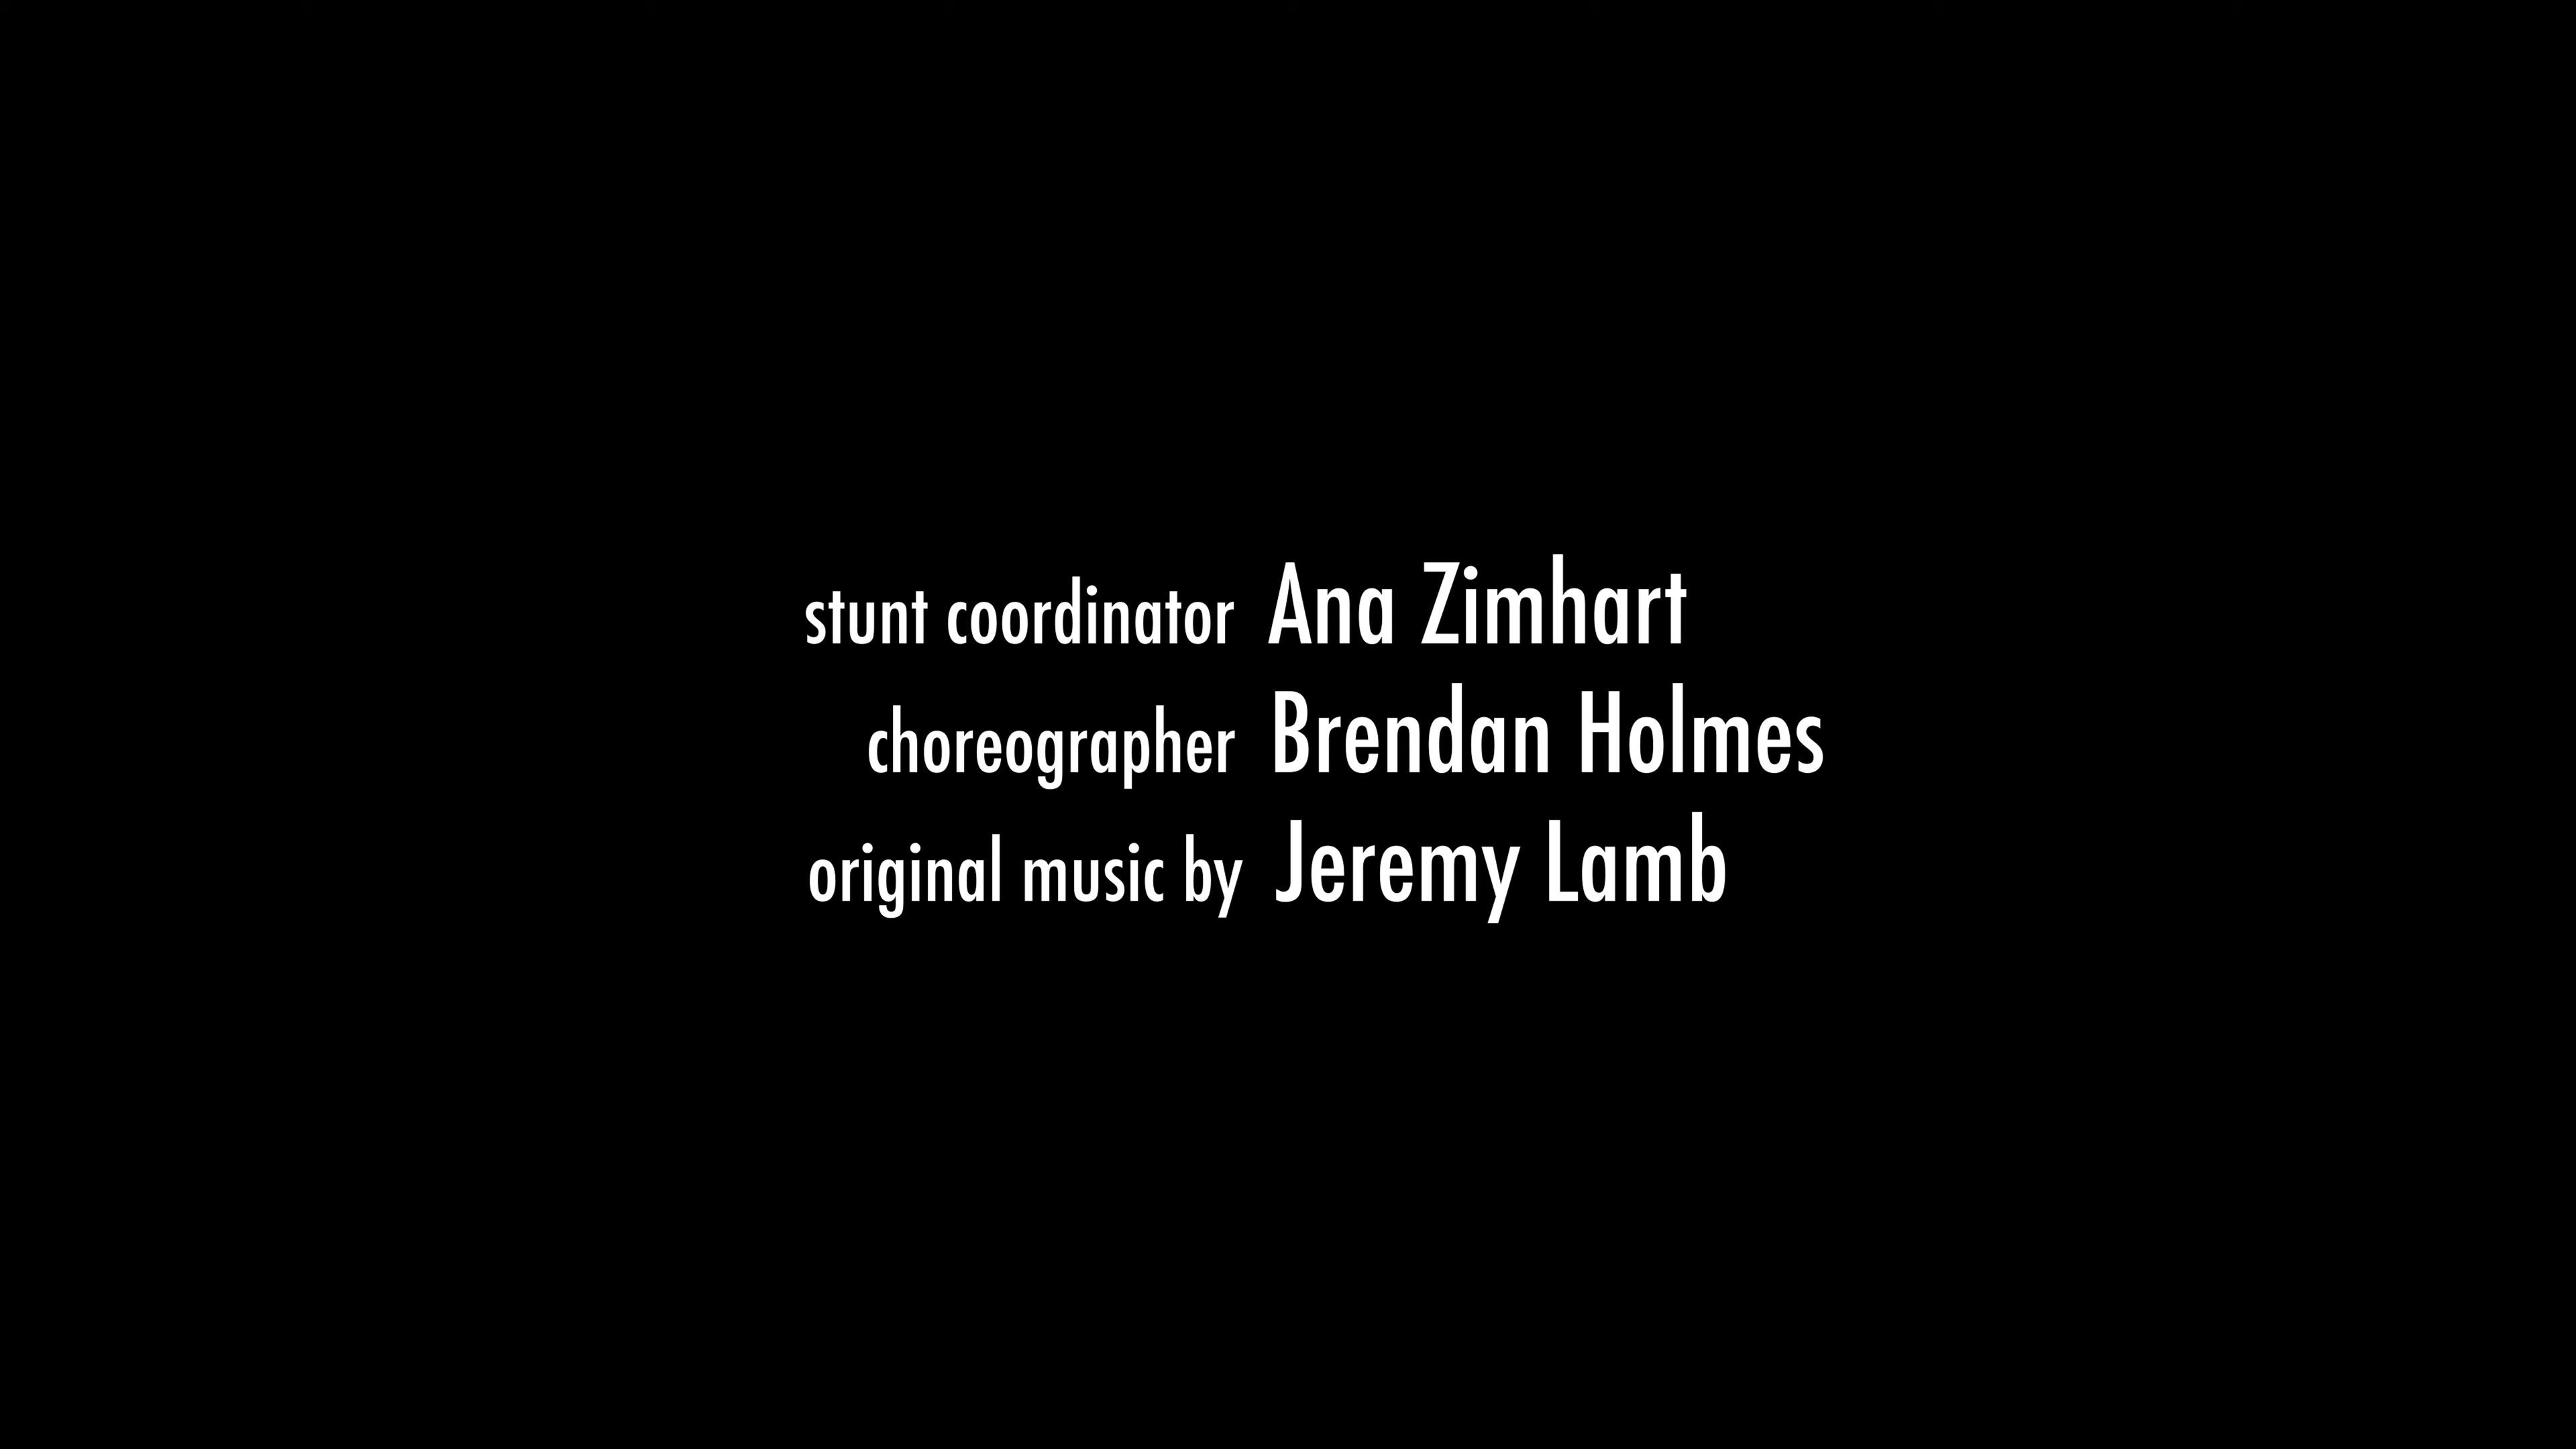 stunt coordinator Ana Zimhart
choreographer Brendan Holmes
original music by Jeremy Lamb